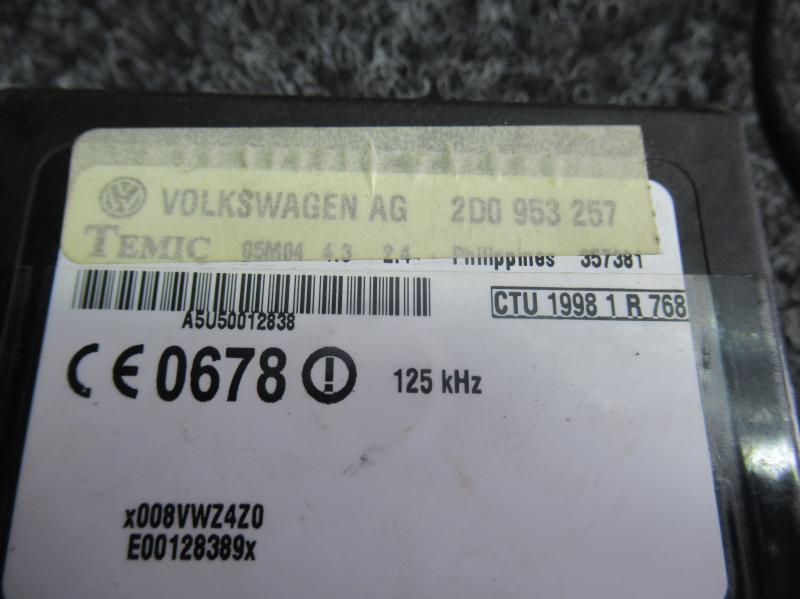 VOLKSWAGEN AG 2D0 953 257
TEMIC 05M04 4.3 2.4 Philippines 357381
A5U50012838
CTU 1998 1 R 768
CE 0678 125 kHz
x008VWZ4Z0
E00128389x